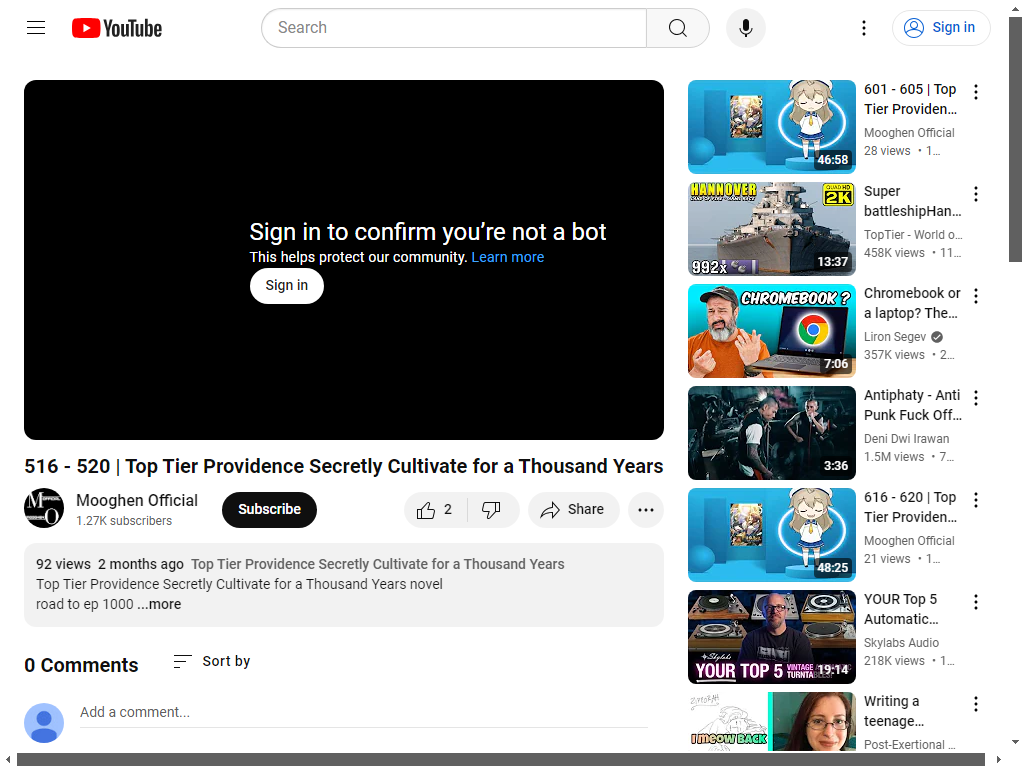 YouTube
Search
Sign in
Sign in to confirm you're not a bot
This helps protect our community. Learn more
Sign in
516 - 520 | Top Tier Providence Secretly Cultivate for a Thousand Years
Mooghen Official
1.27K subscribers
Subscribe
2
Share
92 views 2 months ago Top Tier Providence Secretly Cultivate for a Thousand Years
Top Tier Providence Secretly Cultivate for a Thousand Years novel
road to ep 1000 ...more
0 Comments
Sort by
Add a comment...
46:58
601 - 605 | Top
Tier Providen...
Mooghen Official
28 views • 1...
HANNOVER
QUAD HD
2K
992x
13:37
Super
battleshipHan...
TopTier - World o...
458K views • 11...
CHROMEBOOK ?
7:06
Chromebook or
a laptop? The...
Liron Segev
357K views • 2...
3:36
Antiphaty - Anti
Punk Fuck Off...
Deni Dwi Irawan
1.5M views • 7...
48:25
616 - 620 | Top
Tier Providen...
Mooghen Official
21 views • 1...
Skylabs
YOUR TOP 5
VINTAGE
19:14
YOUR Top 5
Automatic...
Skylabs Audio
218K views • 1...
I MEOW BACK
Writing a
teenage...
Post-Exertional ...